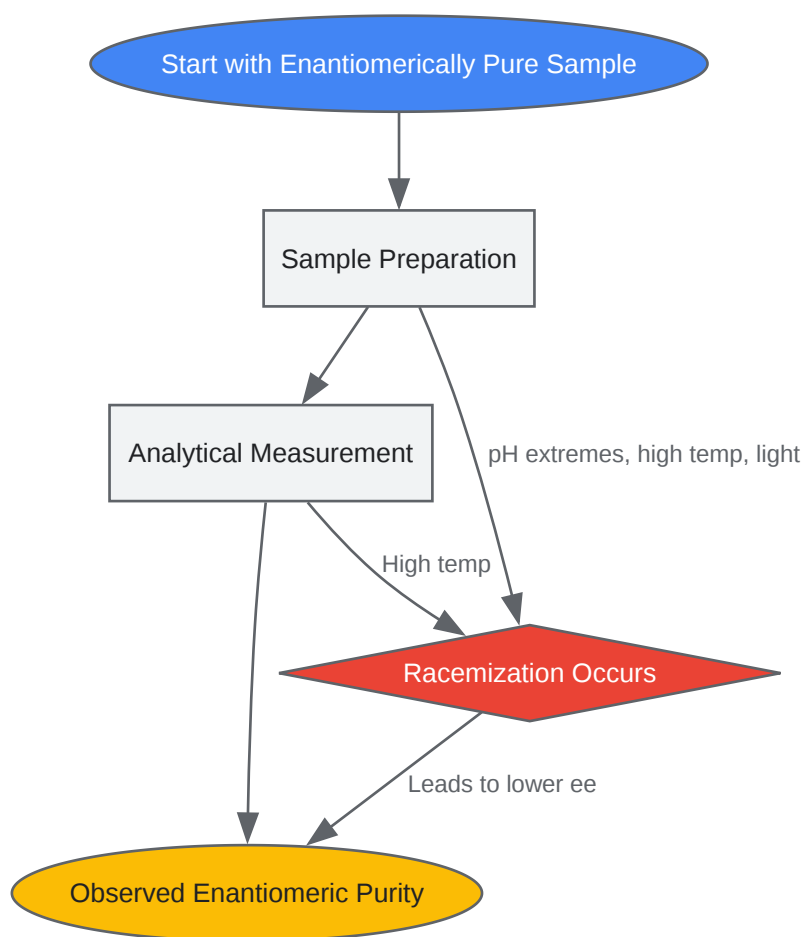 Start with Enantiomerically Pure Sample
Sample Preparation
Analytical Measurement
pH extremes, high temp, light
High temp
Racemization Occurs
Leads to lower ee
Observed Enantiomeric Purity